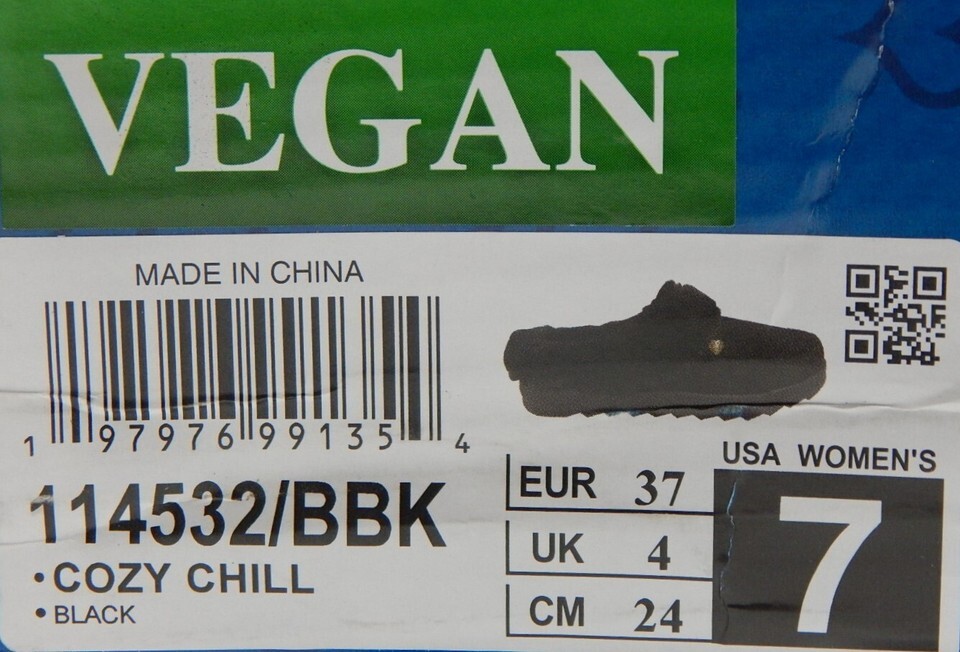 VEGAN
MADE IN CHINA
1 97976 99135 4
114532/BBK
•COZY CHILL
•BLACK
EUR 37
UK 4
CM 24
USA WOMEN'S
7